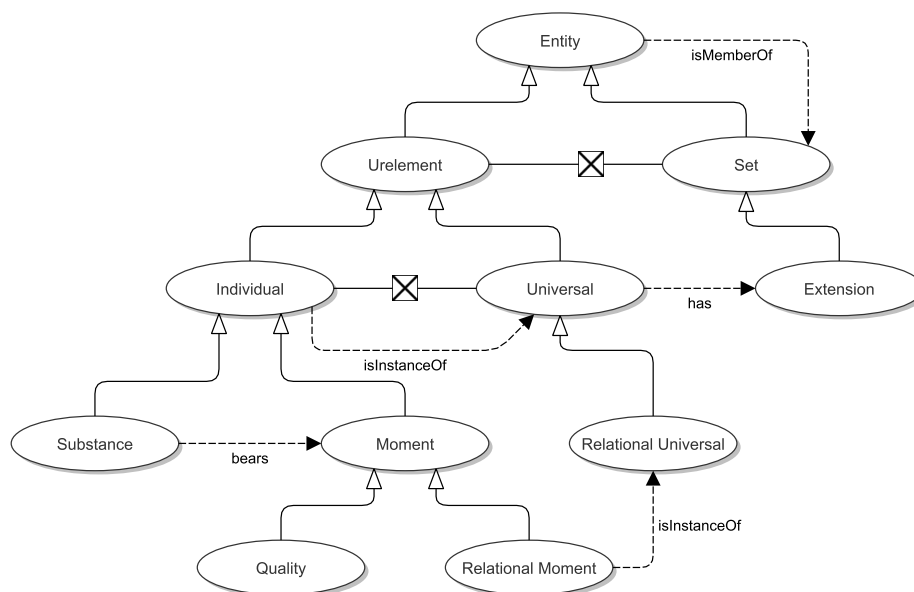 Entity
isMemberOf
Urelement
Set
Individual
Universal
has
Extension
isInstanceOf
Substance
bears
Moment
Relational Universal
isInstanceOf
Quality
Relational Moment